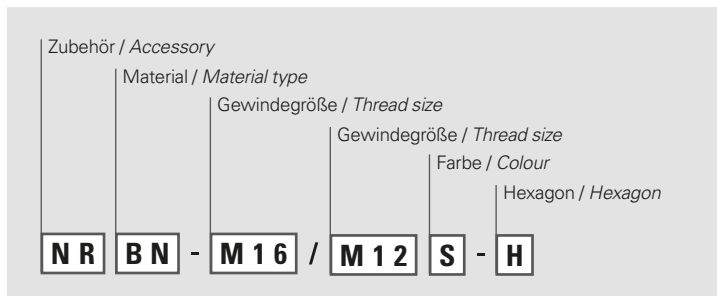 Zubehör / Accessory
Material / Material type
Gewindegröße / Thread size
Gewindegröße / Thread size
Farbe / Colour
Hexagon / Hexagon
NR BN - M16 / M12 S - H